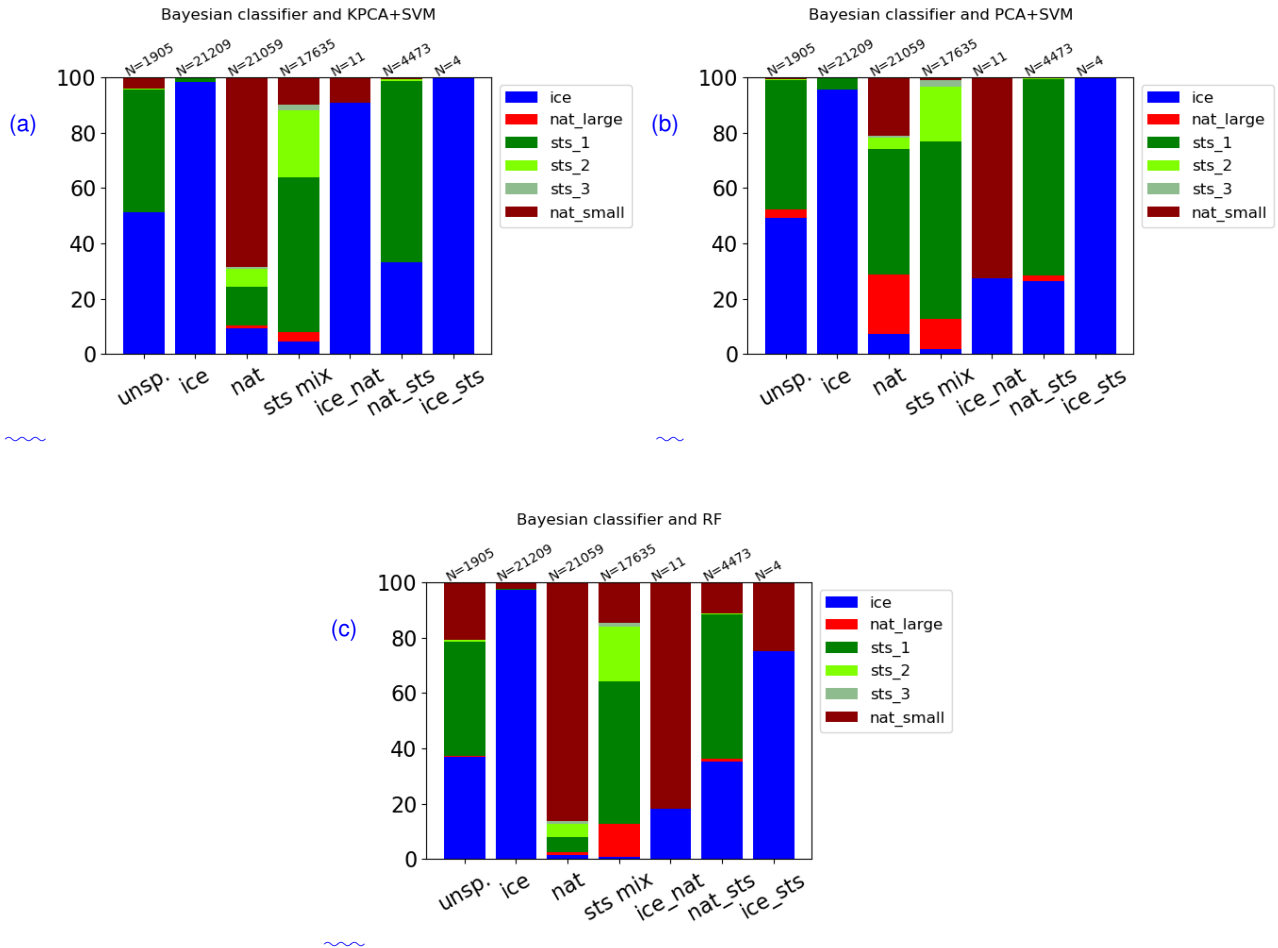 Bayesian classifier and KPCA+SVM
N=1905 N=21209 N=21059 N=17635 N=11 N=4473 N=4
(a)
100
80
60
40
20
0
unsp. ice nat sts mix ice_nat nat_sts ice_sts
ice
nat_large
sts_1
sts_2
sts_3
nat_small
Bayesian classifier and PCA+SVM
N=1905 N=21209 N=21059 N=17635 N=11 N=4473 N=4
(b)
100
80
60
40
20
0
unsp. ice nat sts mix ice_nat nat_sts ice_sts
ice
nat_large
sts_1
sts_2
sts_3
nat_small
Bayesian classifier and RF
N=1905 N=21209 N=21059 N=17635 N=11 N=4473 N=4
(c)
100
80
60
40
20
0
unsp. ice nat sts mix ice_nat nat_sts ice_sts
ice
nat_large
sts_1
sts_2
sts_3
nat_small